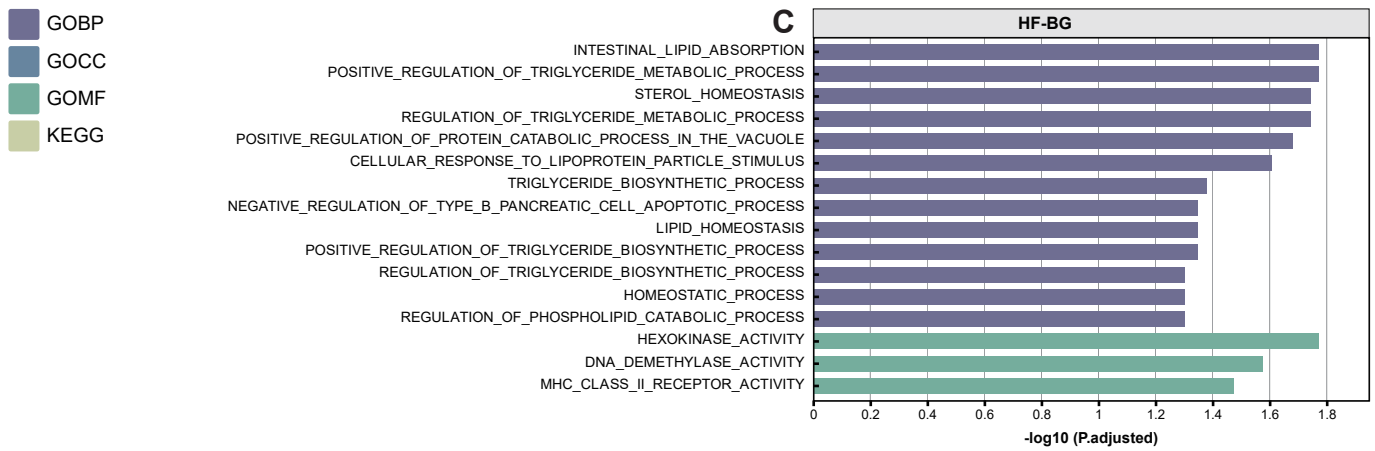 GOBP
GOCC
GOMF
KEGG
C
HF-BG
INTESTINAL_LIPID_ABSORPTION
POSITIVE_REGULATION_OF_TRIGLYCERIDE_METABOLIC_PROCESS
STEROL_HOMEOSTASIS
REGULATION_OF_TRIGLYCERIDE_METABOLIC_PROCESS
POSITIVE_REGULATION_OF_PROTEIN_CATABOLIC_PROCESS_IN_THE_VACUOLE
CELLULAR_RESPONSE_TO_LIPOPROTEIN_PARTICLE_STIMULUS
TRIGLYCERIDE_BIOSYNTHETIC_PROCESS
NEGATIVE_REGULATION_OF_TYPE_B_PANCREATIC_CELL_APOPTOTIC_PROCESS
LIPID_HOMEOSTASIS
POSITIVE_REGULATION_OF_TRIGLYCERIDE_BIOSYNTHETIC_PROCESS
REGULATION_OF_TRIGLYCERIDE_BIOSYNTHETIC_PROCESS
HOMEOSTATIC_PROCESS
REGULATION_OF_PHOSPHOLIPID_CATABOLIC_PROCESS
HEXOKINASE_ACTIVITY
DNA_DEMETHYLASE_ACTIVITY
MHC_CLASS_II_RECEPTOR_ACTIVITY
0 0.2 0.4 0.6 0.8 1 1.2 1.4 1.6 1.8
-log10 (P.adjusted)